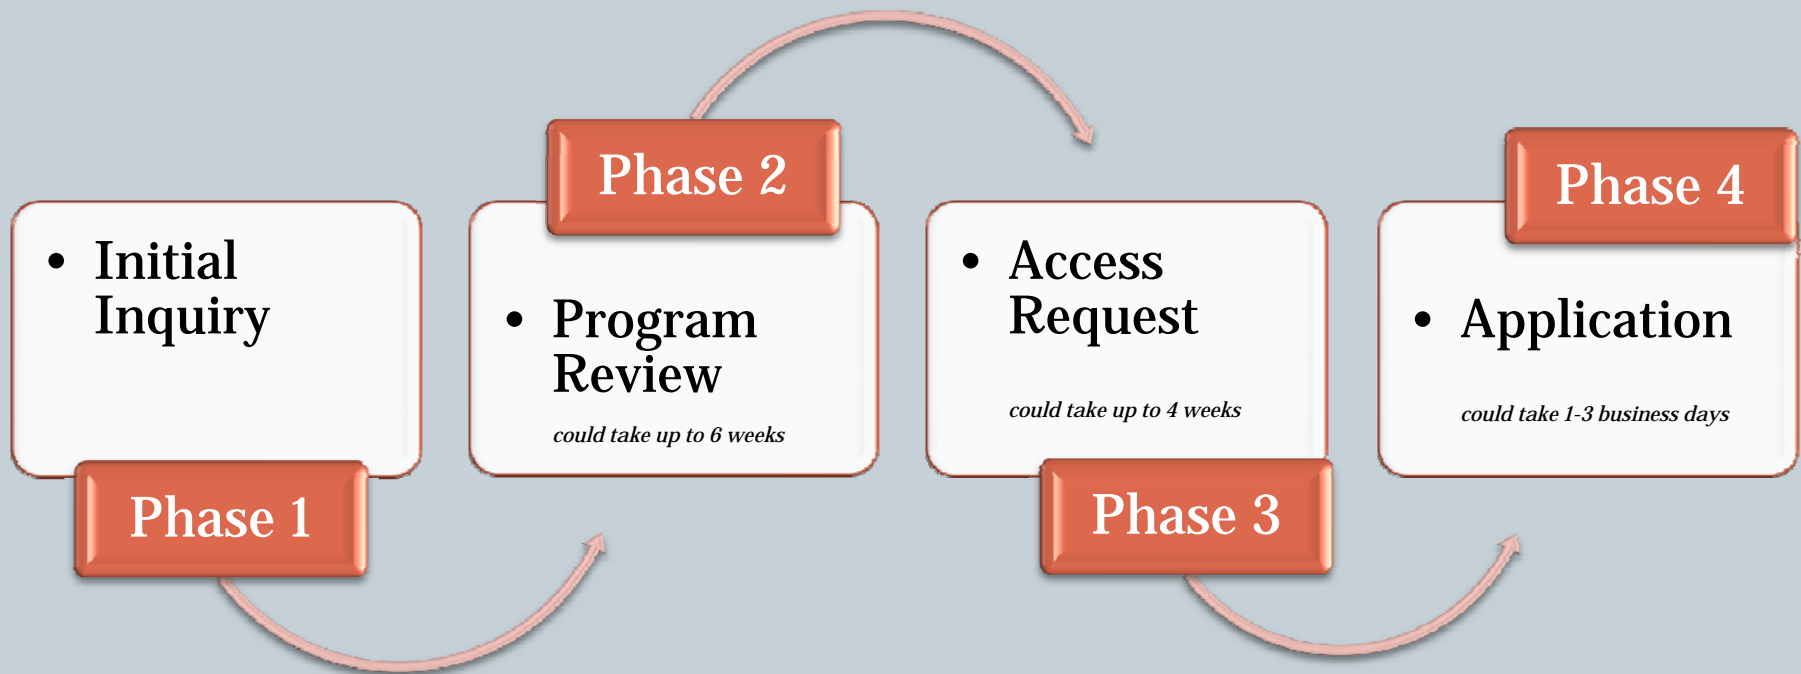 • Initial
Inquiry
Phase 1
Phase 2
• Program
Review
could take up to 6 weeks
• Access
Request
could take up to 4 weeks
Phase 3
Phase 4
• Application
could take 1-3 business days